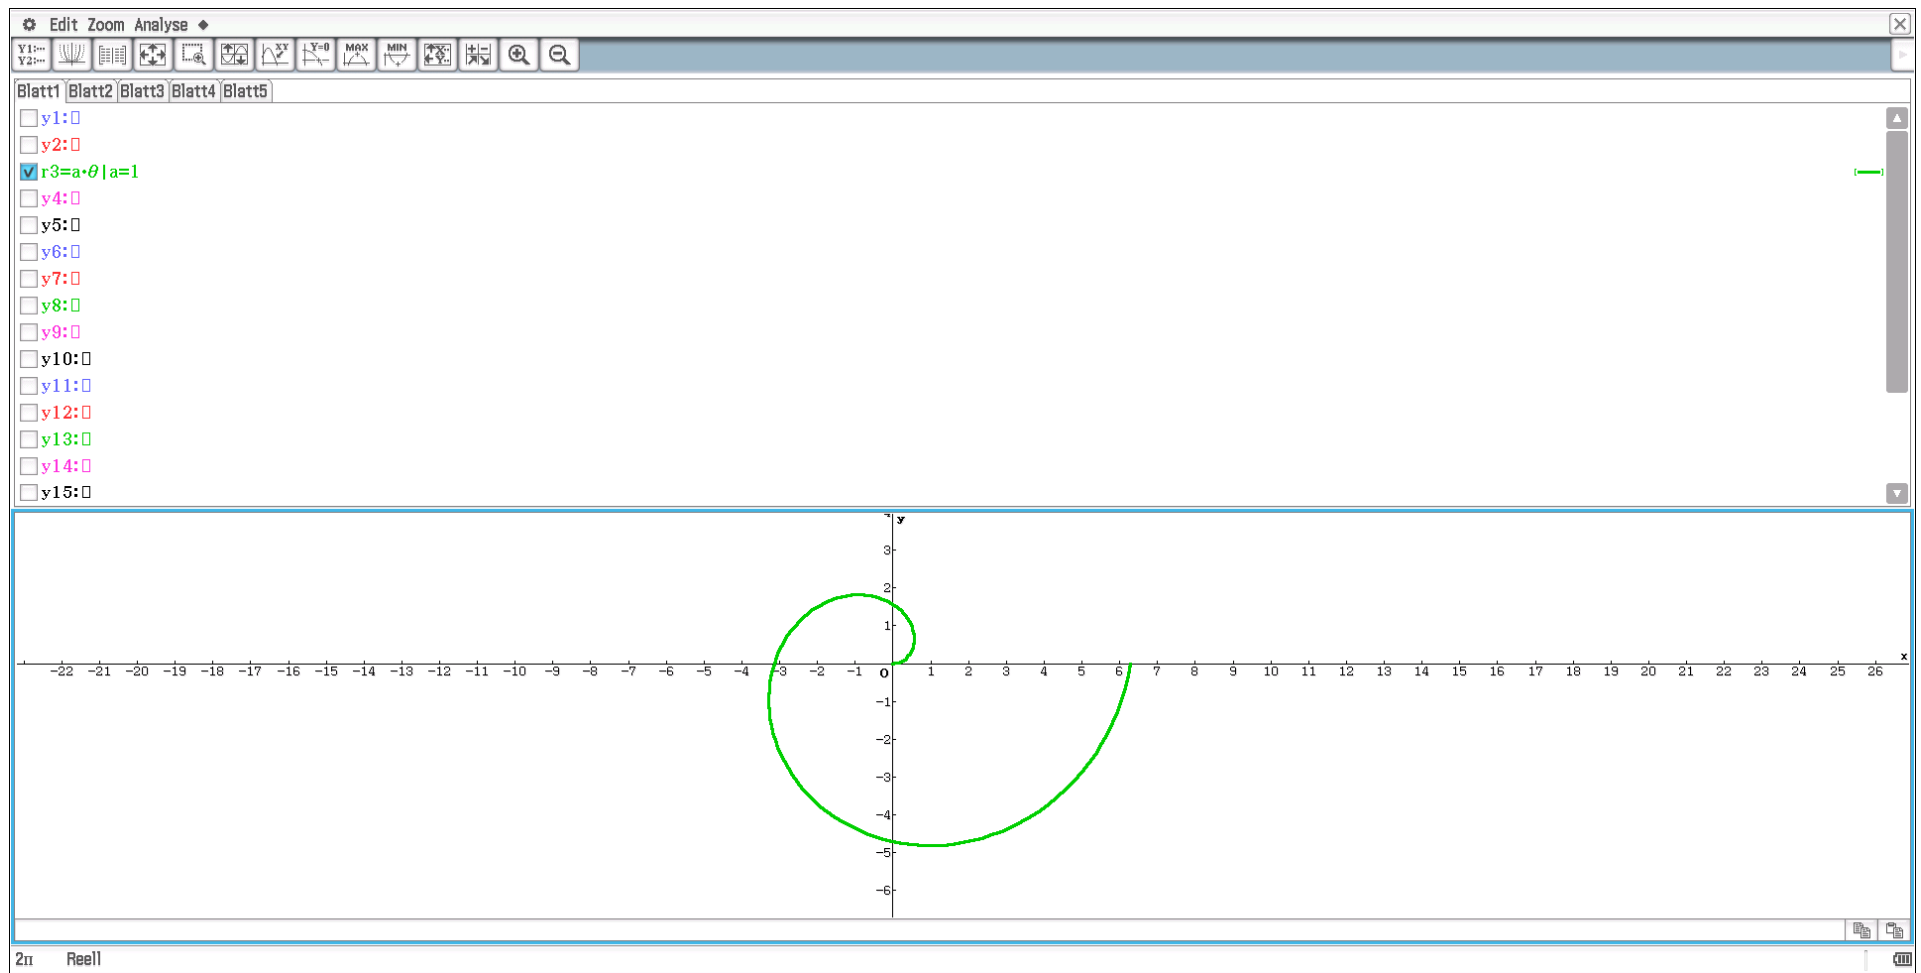 Edit Zoom Analyse ◆
Y1:··· Y2:··· XY Y=0 MAX MIN
Blatt1 Blatt2 Blatt3 Blatt4 Blatt5
y1:□
y2:□
r3=a·θ|a=1
y4:□
y5:□
y6:□
y7:□
y8:□
y9:□
y10:□
y11:□
y12:□
y13:□
y14:□
y15:□
y
3
2
1
-22 -21 -20 -19 -18 -17 -16 -15 -14 -13 -12 -11 -10 -9 -8 -7 -6 -5 -4 -3 -2 -1 0 1 2 3 4 5 6 7 8 9 10 11 12 13 14 15 16 17 18 19 20 21 22 23 24 25 26 x
-1
-2
-3
-4
-5
-6
2π Reell